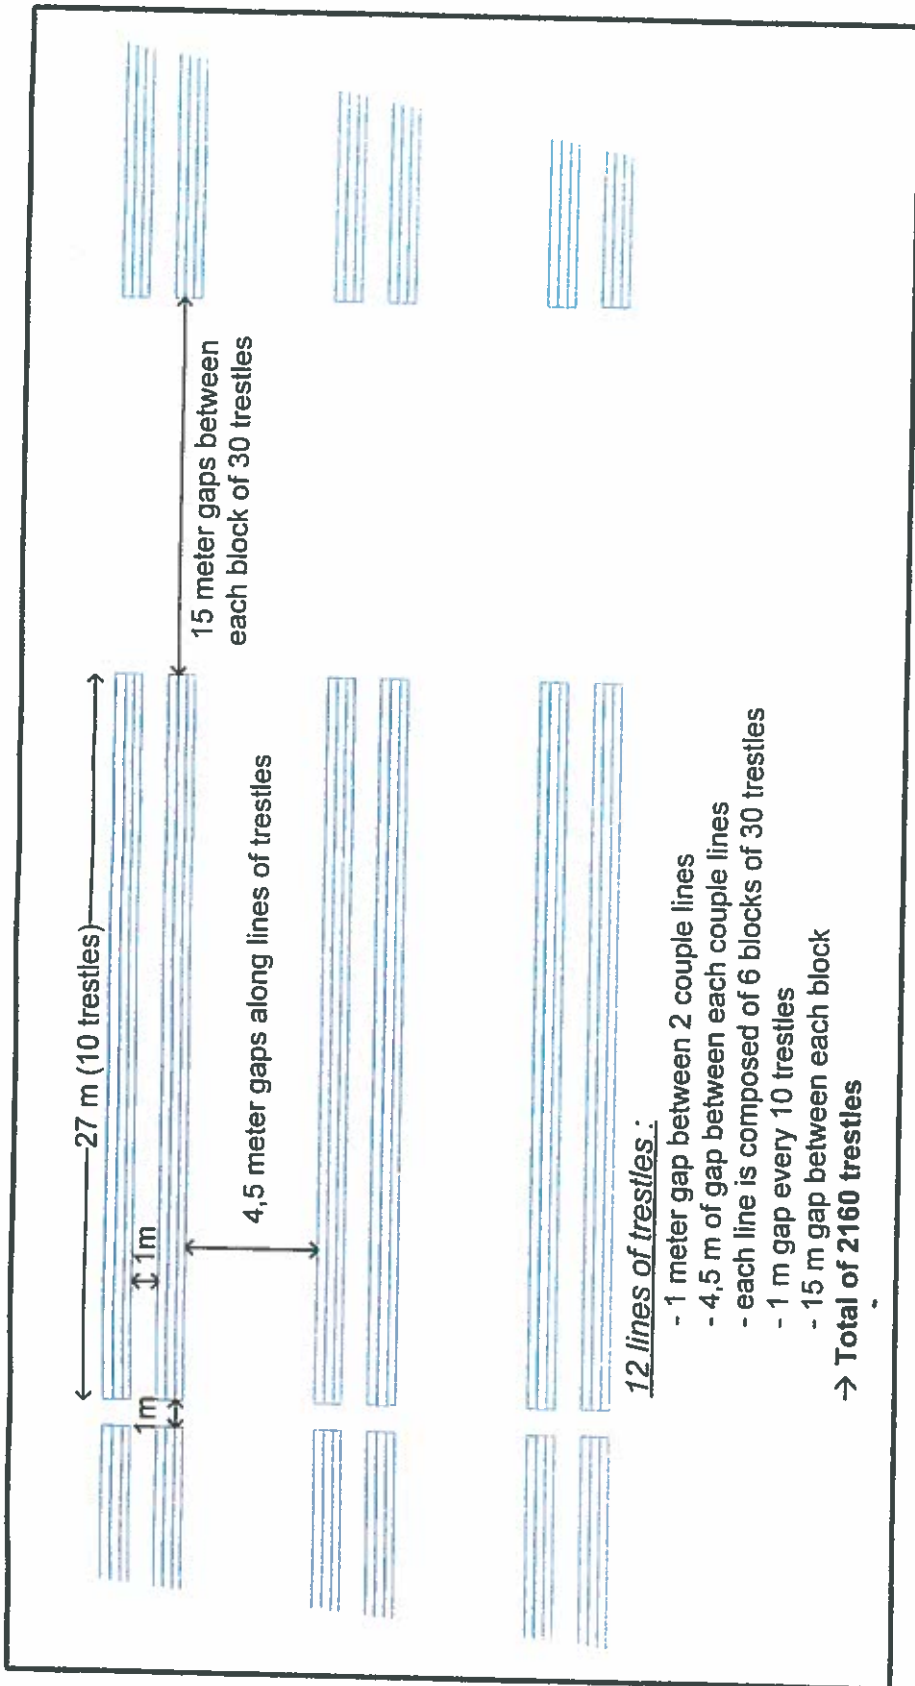 27 m (10 trestles)
1m
1m
4,5 meter gaps along lines of trestles
15 meter gaps between
each block of 30 trestles
12 lines of trestles :
- 1 meter gap between 2 couple lines
- 4,5 m of gap between each couple lines
- each line is composed of 6 blocks of 30 trestles
- 1 m gap every 10 trestles
- 15 m gap between each block
→ Total of 2160 trestles